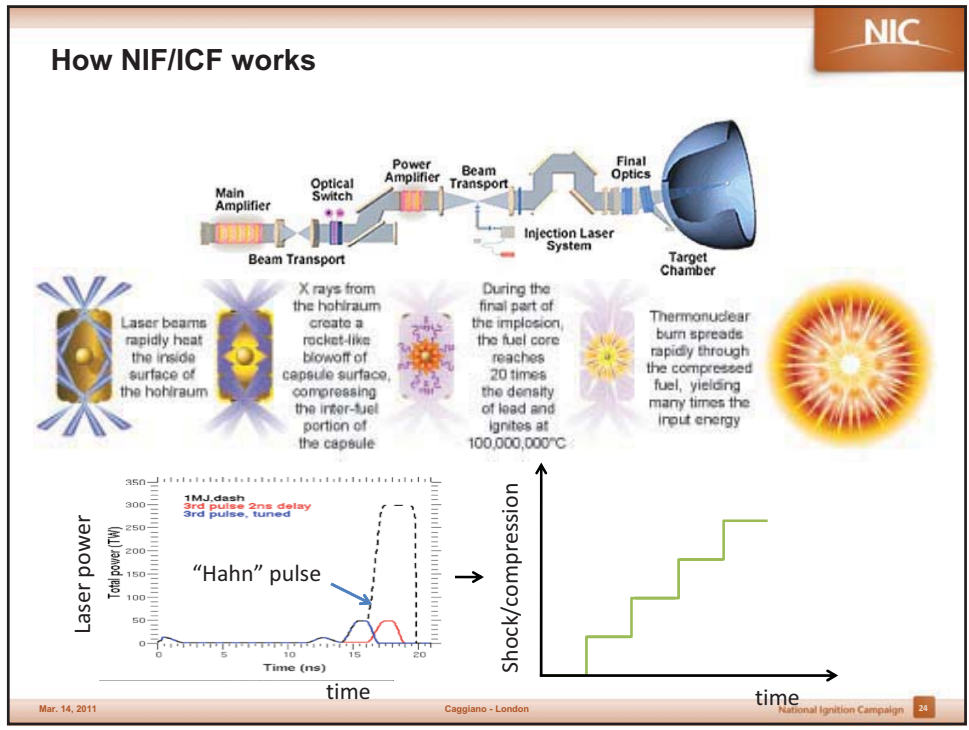 NIC
How NIF/ICF works
Main
Amplifier
Optical
Switch
Power
Amplifier
Beam
Transport
Final
Optics
Beam Transport
Injection Laser
System
Target
Chamber
Laser beams
rapidly heat
the inside
surface of
the hohlraum
X rays from
the hohlraum
create a
rocket-like
blowoff of
capsule surface,
compressing
the inter-fuel
portion of
the capsule
During the
final part of
the implosion,
the fuel core
reaches
20 times
the density
of lead and
ignites at
100,000,000°C
Thermonuclear
burn spreads
rapidly through
the compressed
fuel, yielding
many times the
input energy
Laser power
Total power (TW)
350
300
250
200
150
100
50
0
1MJ,dash
3rd pulse 2ns delay
3rd pulse, tuned
“Hahn” pulse
0 5 10 15 20
Time (ns)
time
Shock/compression
time
Mar. 14, 2011
Caggiano - London
National Ignition Campaign
24